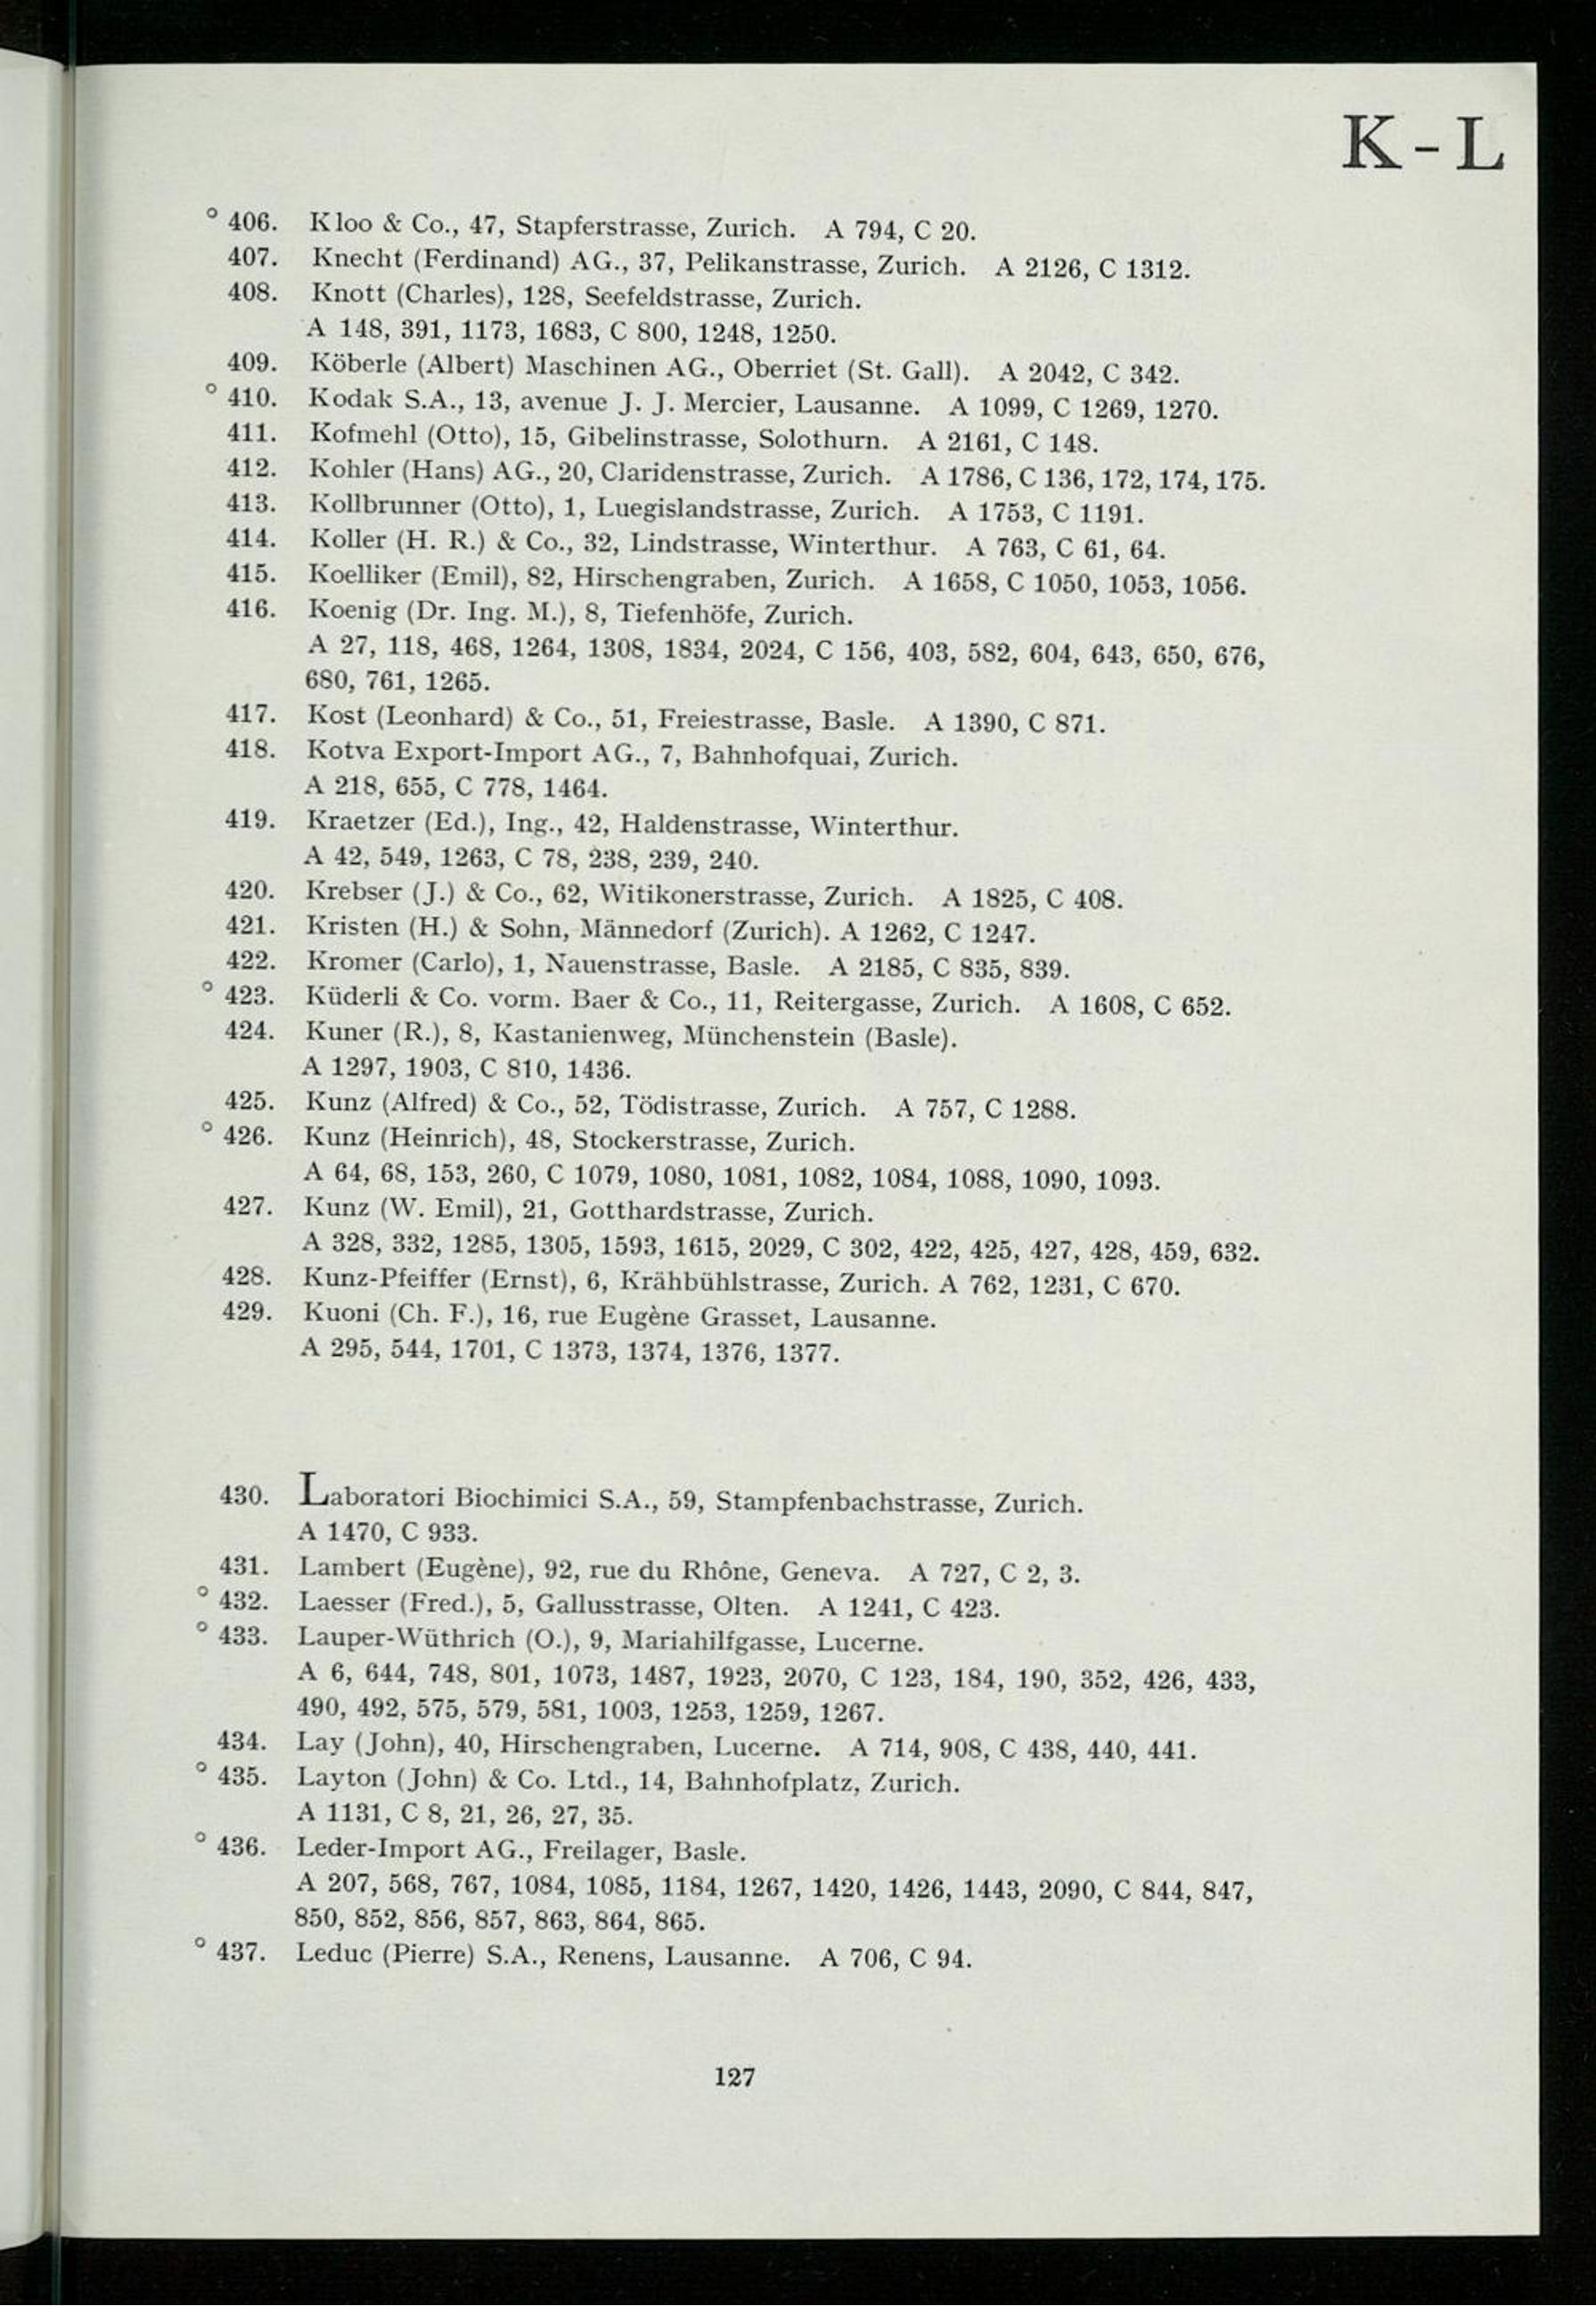 K - L
° 406. Kloo & Co., 47, Stapferstrasse, Zurich. A 794, C 20.
407. Knecht (Ferdinand) AG., 37, Pelikanstrasse, Zurich. A 2126, C 1312.
408. Knott (Charles), 128, Seefeldstrasse, Zurich.
A 148, 391, 1173, 1683, C 800, 1248, 1250.
409. Köberle (Albert) Maschinen AG., Oberriet (St. Gall). A 2042, C 342.
° 410. Kodak S.A., 13, avenue J. J. Mercier, Lausanne. A 1099, C 1269, 1270.
411. Kofmehl (Otto), 15, Gibelinstrasse, Solothurn. A 2161, C 148.
412. Kohler (Hans) AG., 20, Claridenstrasse, Zurich. A 1786, C 136, 172, 174, 175.
413. Kollbrunner (Otto), 1, Luegislandstrasse, Zurich. A 1753, C 1191.
414. Koller (H. R.) & Co., 32, Lindstrasse, Winterthur. A 763, C 61, 64.
415. Koelliker (Emil), 82, Hirschengraben, Zurich. A 1658, C 1050, 1053, 1056.
416. Koenig (Dr. Ing. M.), 8, Tiefenhöfe, Zurich.
A 27, 118, 468, 1264, 1308, 1834, 2024, C 156, 403, 582, 604, 643, 650, 676,
680, 761, 1265.
417. Kost (Leonhard) & Co., 51, Freiestrasse, Basle. A 1390, C 871.
418. Kotva Export-Import AG., 7, Bahnhofquai, Zurich.
A 218, 655, C 778, 1464.
419. Kraetzer (Ed.), Ing., 42, Haldenstrasse, Winterthur.
A 42, 549, 1263, C 78, 238, 239, 240.
420. Krebser (J.) & Co., 62, Witikonerstrasse, Zurich. A 1825, C 408.
421. Kristen (H.) & Sohn, Männedorf (Zurich). A 1262, C 1247.
422. Kromer (Carlo), 1, Nauenstrasse, Basle. A 2185, C 835, 839.
° 423. Küderli & Co. vorm. Baer & Co., 11, Reitergasse, Zurich. A 1608, C 652.
424. Kuner (R.), 8, Kastanienweg, Münchenstein (Basle).
A 1297, 1903, C 810, 1436.
425. Kunz (Alfred) & Co., 52, Tödistrasse, Zurich. A 757, C 1288.
° 426. Kunz (Heinrich), 48, Stockerstrasse, Zurich.
A 64, 68, 153, 260, C 1079, 1080, 1081, 1082, 1084, 1088, 1090, 1093.
427. Kunz (W. Emil), 21, Gotthardstrasse, Zurich.
A 328, 332, 1285, 1305, 1593, 1615, 2029, C 302, 422, 425, 427, 428, 459, 632.
428. Kunz-Pfeiffer (Ernst), 6, Krähbühlstrasse, Zurich. A 762, 1231, C 670.
429. Kuoni (Ch. F.), 16, rue Eugène Grasset, Lausanne.
A 295, 544, 1701, C 1373, 1374, 1376, 1377.
430. Laboratori Biochimici S.A., 59, Stampfenbachstrasse, Zurich.
A 1470, C 933.
431. Lambert (Eugène), 92, rue du Rhône, Geneva. A 727, C 2, 3.
° 432. Laesser (Fred.), 5, Gallusstrasse, Olten. A 1241, C 423.
° 433. Lauper-Wüthrich (O.), 9, Mariahilfgasse, Lucerne.
A 6, 644, 748, 801, 1073, 1487, 1923, 2070, C 123, 184, 190, 352, 426, 433,
490, 492, 575, 579, 581, 1003, 1253, 1259, 1267.
434. Lay (John), 40, Hirschengraben, Lucerne. A 714, 908, C 438, 440, 441.
° 435. Layton (John) & Co. Ltd., 14, Bahnhofplatz, Zurich.
A 1131, C 8, 21, 26, 27, 35.
° 436. Leder-Import AG., Freilager, Basle.
A 207, 568, 767, 1084, 1085, 1184, 1267, 1420, 1426, 1443, 2090, C 844, 847,
850, 852, 856, 857, 863, 864, 865.
° 437. Leduc (Pierre) S.A., Renens, Lausanne. A 706, C 94.
127